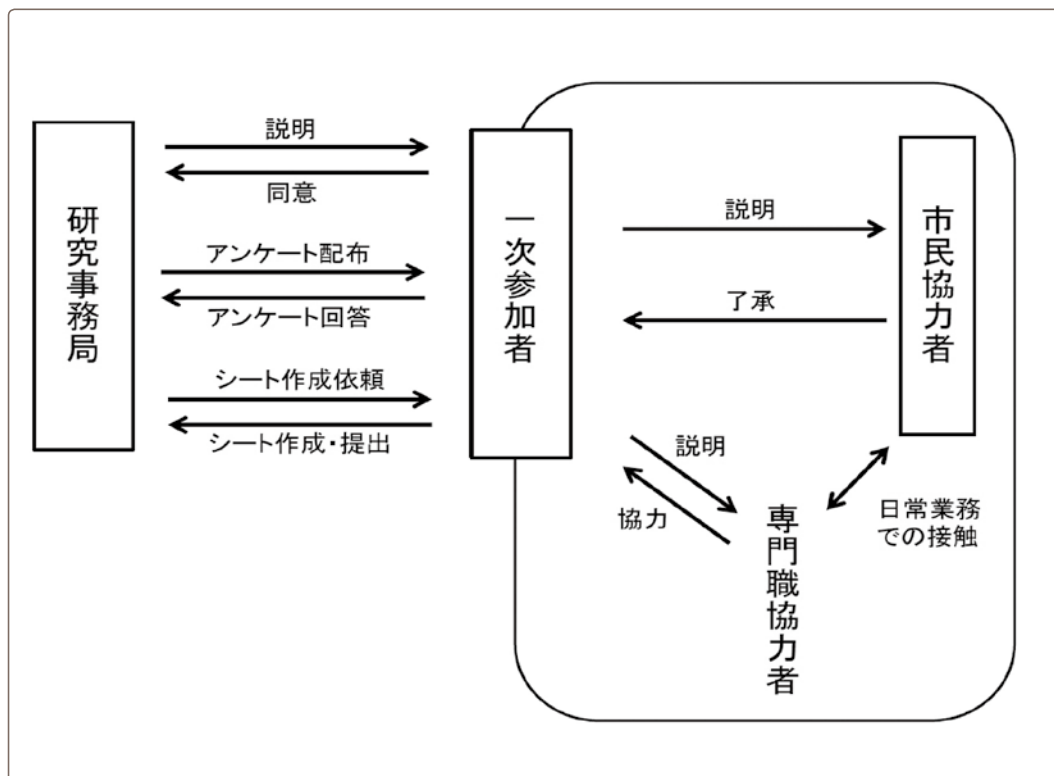 研究事務局
説明
同意
アンケート配布
アンケート回答
シート作成依頼
シート作成・提出
一次参加者
説明
了承
説明
協力
専門職協力者
日常業務
での接触
市民協力者